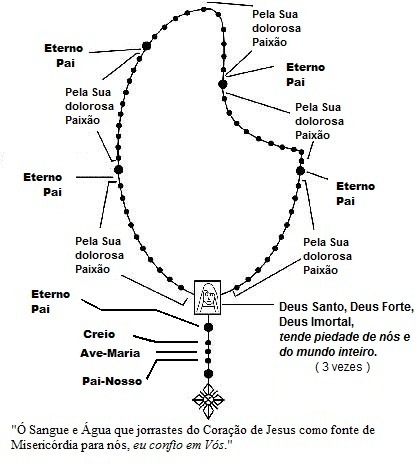 Pela Sua
dolorosa
Paixão
Eterno
Pai
Eterno
Pai
Pela Sua
dolorosa
Paixão
Pela Sua
dolorosa
Paixão
Eterno
Pai
Eterno
Pai
Pela Sua
dolorosa
Paixão
Pela Sua
dolorosa
Paixão
Eterno
Pai
Deus Santo, Deus Forte,
Deus Imortal,
tende piedade de nós e
do mundo inteiro.
( 3 vezes )
Creio
Ave-Maria
Pai-Nosso
"Ó Sangue e Água que jorrastes do Coração de Jesus como fonte de
Misericórdia para nós, eu confio em Vós."